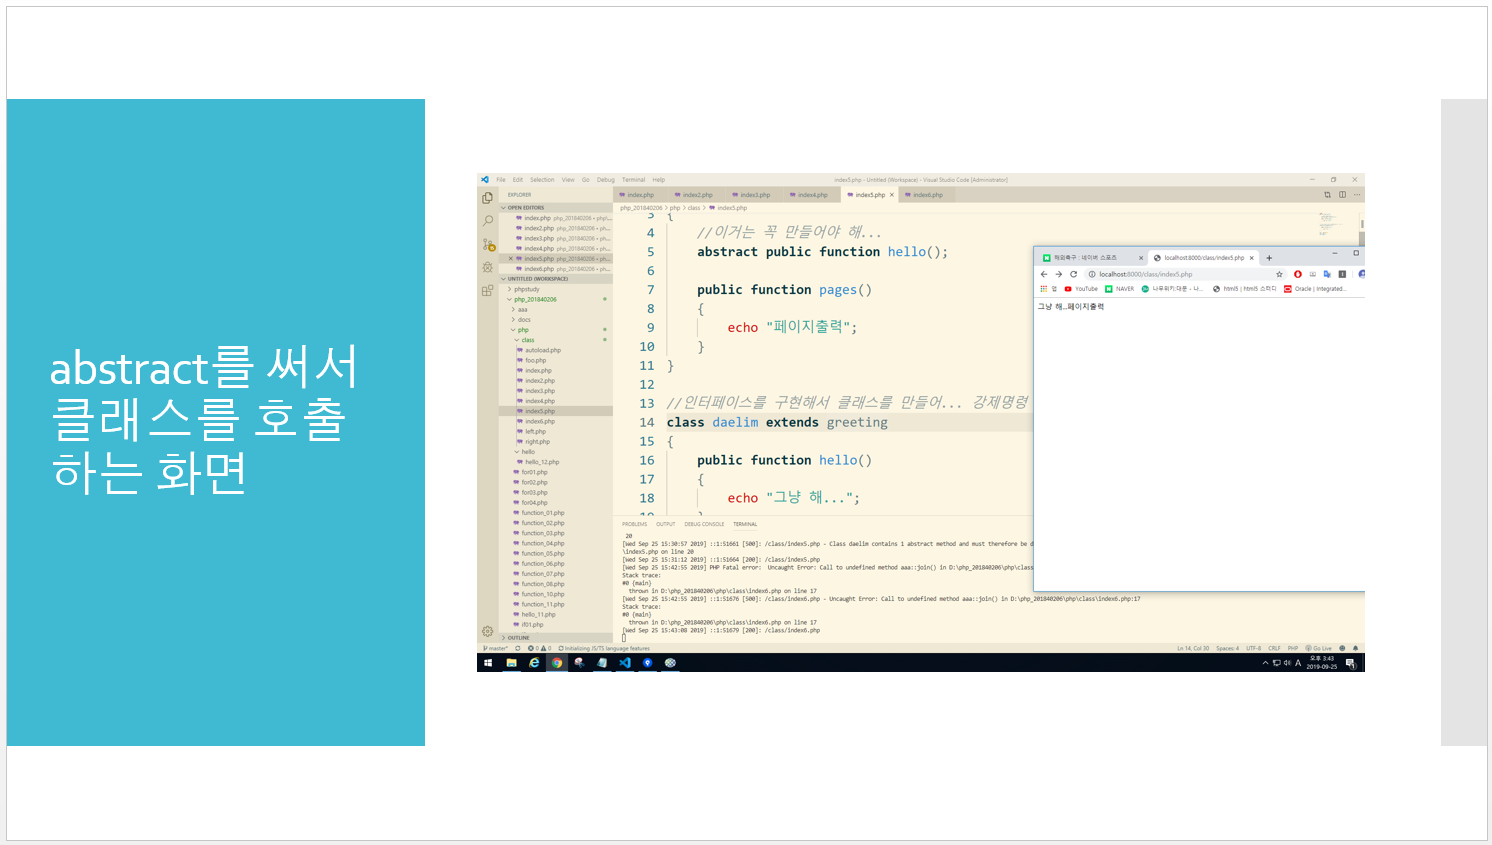 abstract를 써서
클래스를 호출
하는 화면
File Edit Selection View Go Debug Terminal Help
index5.php - Untitled (Workspace) - Visual Studio Code [Administrator]
EXPLORER
index.php index2.php index3.php index4.php index5.php × index6.php
OPEN EDITORS
index.php php_201840206 • php\...
index2.php php_201840206 • ph...
index3.php php_201840206 • ph...
index4.php php_201840206 • ph...
× index5.php php_201840206 • ph...
index6.php php_201840206 • ph...
UNTITLED (WORKSPACE)
phpstudy
php_201840206
aaa
docs
php
class
autoload.php
foo.php
index.php
index2.php
index3.php
index4.php
index5.php
index6.php
left.php
right.php
hello
hello_12.php
for01.php
for02.php
for03.php
for04.php
function_01.php
function_02.php
function_03.php
function_04.php
function_05.php
function_06.php
function_07.php
function_08.php
function_10.php
function_11.php
hello_11.php
if01.php
OUTLINE
php_201840206 > php > class > index5.php
3 {
4 //이거는 꼭 만들어야 해...
5 abstract public function hello();
6
7 public function pages()
8 {
9 echo "페이지출력";
10 }
11 }
12
13 //인터페이스를 구현해서 클래스를 만들어... 강제명령
14 class daelim extends greeting
15 {
16 public function hello()
17 {
18 echo "그냥 해...";
19 }
PROBLEMS OUTPUT DEBUG CONSOLE TERMINAL
20
[Wed Sep 25 15:30:57 2019] ::1:51661 [500]: /class/index5.php - Class daelim contains 1 abstract method and must therefore be d
\index5.php on line 20
[Wed Sep 25 15:31:12 2019] ::1:51664 [200]: /class/index5.php
[Wed Sep 25 15:42:55 2019] PHP Fatal error: Uncaught Error: Call to undefined method aaa::join() in D:\php_201840206\php\class
Stack trace:
#0 {main}
thrown in D:\php_201840206\php\class\index6.php on line 17
[Wed Sep 25 15:42:55 2019] ::1:51676 [500]: /class/index6.php - Uncaught Error: Call to undefined method aaa::join() in D:\php_201840206\php\class\index6.php:17
Stack trace:
#0 {main}
thrown in D:\php_201840206\php\class\index6.php on line 17
[Wed Sep 25 15:43:08 2019] ::1:51679 [200]: /class/index6.php
해외축구 : 네이버 스포츠 × localhost:8000/class/index5.php × +
localhost:8000/class/index5.php
앱 YouTube NAVER 나무위키:대문 - 나... html5 | html5 스피디 Oracle | Integrated...
그냥 해...페이지출력
master* 0 0 Initializing JS/TS language features
Ln 14, Col 30 Spaces: 4 UTF-8 CRLF PHP Go Live
A 오후 3:43
2019-09-25